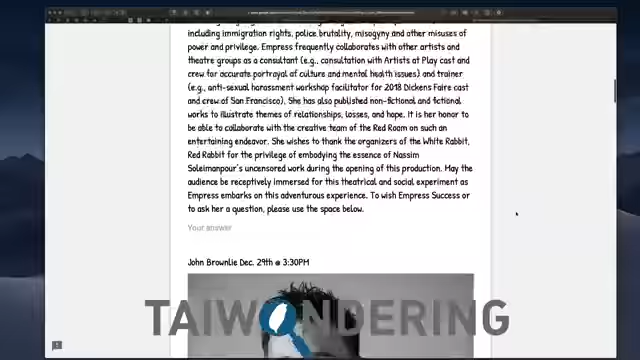 including immigration rights, police brutality, misogyny and other misuses of
power and privilege. Empress frequently collaborates with other artists and
theatre groups as a consultant (e.g., consultation with Artists at Play cast and
crew for accurate portrayal of culture and mental health issues) and trainer
(e.g., anti-sexual harassment workshop facilitator for 2018 Dickens Faire cast
and crew of San Francisco). She has also published non-fictional and fictional
works to illustrate themes of relationships, losses, and hope. It is her honor to
be able to collaborate with the creative team of the Red Room on such an
entertaining endeavor. She wishes to thank the organizers of the White Rabbit,
Red Rabbit for the privilege of embodying the essence of Nassim
Soleimanpour's uncensored work during the opening of this production. May the
audience be receptively immersed for this theatrical and social experiment as
Empress embarks on this adventurous experience. To wish Empress Success or
to ask her a question, please use the space below.
Your answer
John Brownlie Dec. 29th @ 3:30PM
TAIWONDERING